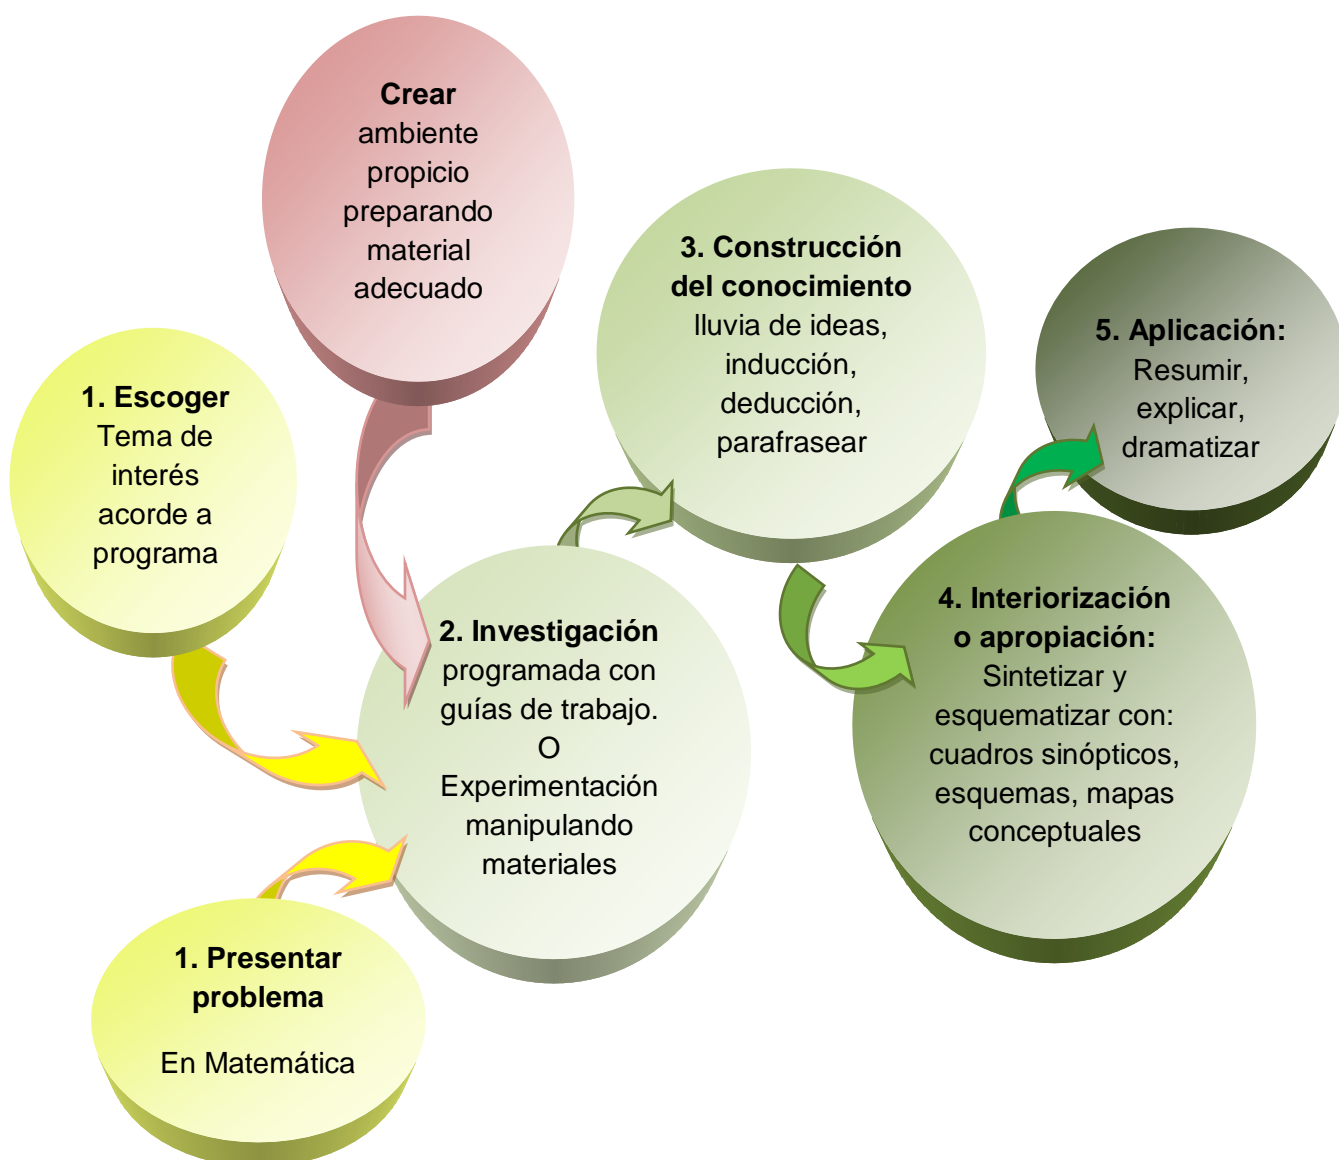 Crear
ambiente
propicio
preparando
material
adecuado
1. Escoger
Tema de
interés
acorde a
programa
1. Presentar
problema
En Matemática
2. Investigación
programada con
guías de trabajo.
O
Experimentación
manipulando
materiales
3. Construcción
del conocimiento
lluvia de ideas,
inducción,
deducción,
parafrasear
4. Interiorización
o apropiación:
Sintetizar y
esquematizar con:
cuadros sinópticos,
esquemas, mapas
conceptuales
5. Aplicación:
Resumir,
explicar,
dramatizar